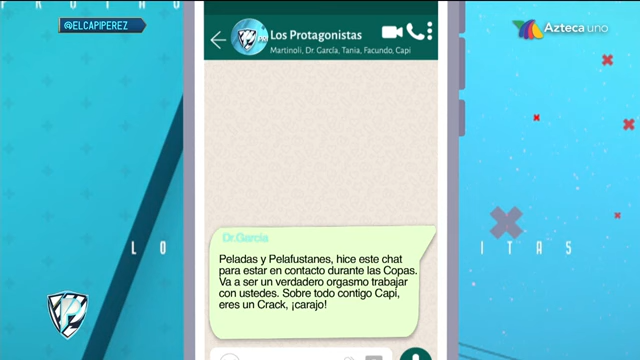 P R O T A G
@ELCAPIPEREZ
Los Protagonistas
Martinoli, Dr. García, Tania, Facundo, Capi
Azteca uno
L O
I T A S
Dr.García
Peladas y Pelafustanes, hice este chat
para estar en contacto durante las Copas.
Va a ser un verdadero orgasmo trabajar
con ustedes. Sobre todo contigo Capi,
eres un Crack, ¡carajo!